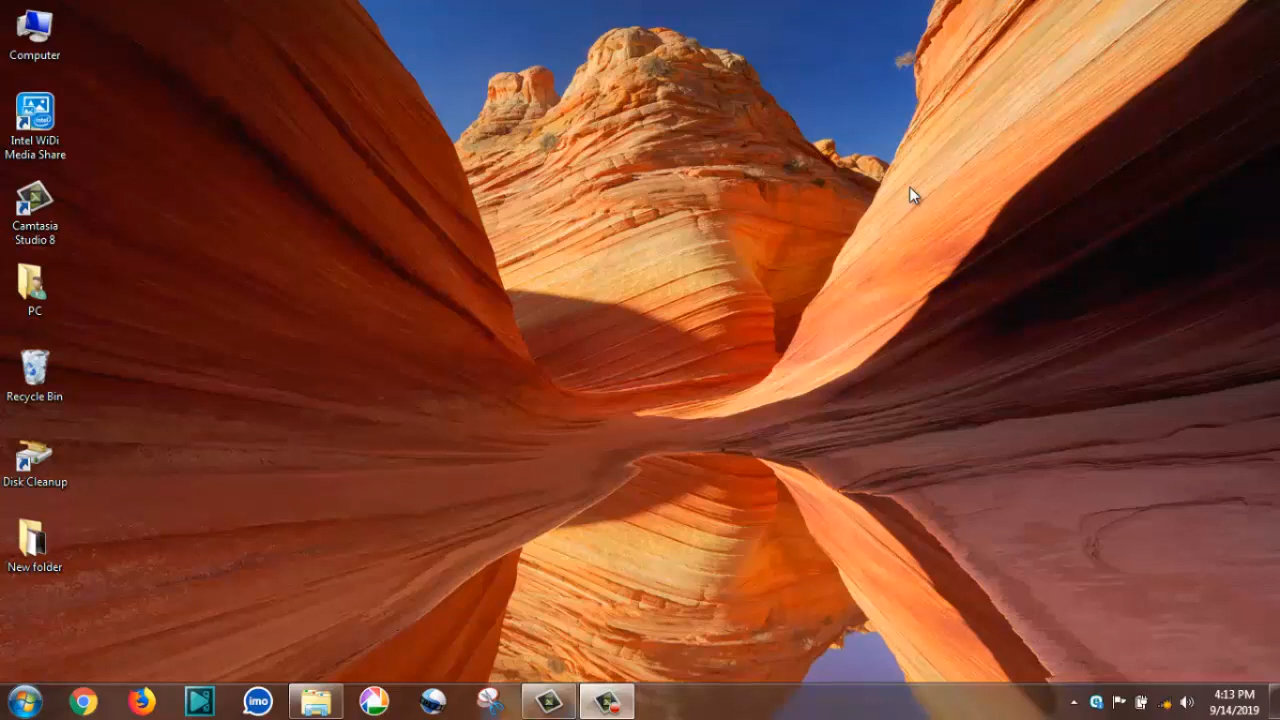 Computer
Intel WiDi
Media Share
Camtasia
Studio 8
PC
Recycle Bin
Disk Cleanup
New folder
imo
4:13 PM
9/14/2019